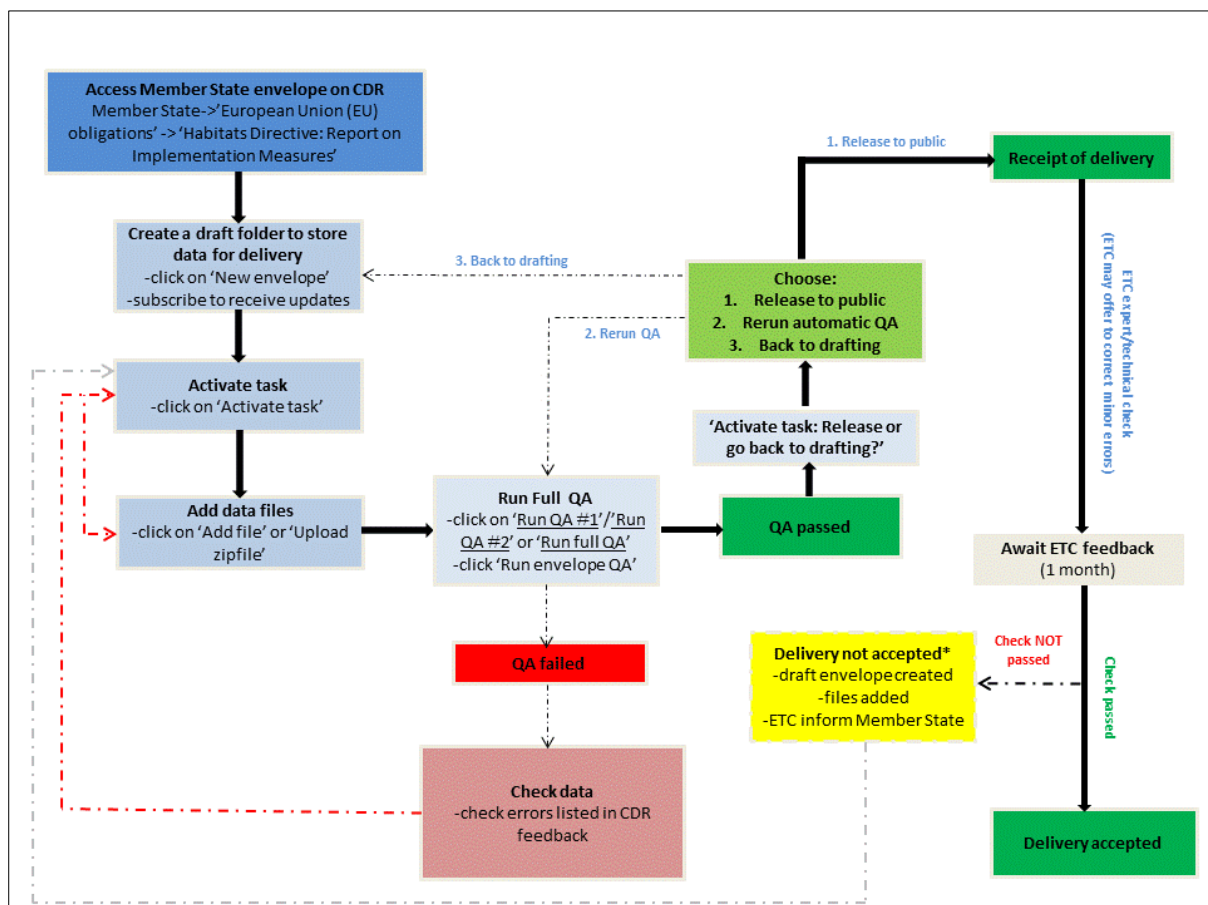 Access Member State envelope on CDR
Member State->'European Union (EU)
obligations' -> 'Habitats Directive: Report on
Implementation Measures'
1. Release to public
Receipt of delivery
Create a draft folder to store
data for delivery
-click on 'New envelope'
-subscribe to receive updates
3. Back to drafting
Choose:
1. Release to public
2. Rerun automatic QA
3. Back to drafting
2. Rerun QA
ETC expert/technical check
(ETC may offer to correct minor errors)
Activate task
-click on 'Activate task'
'Activate task: Release or
go back to drafting?'
Add data files
-click on 'Add file' or 'Upload
zipfile'
Run Full QA
-click on 'Run QA #1'/'Run
QA #2' or 'Run full QA'
-click 'Run envelope QA'
QA passed
Await ETC feedback
(1 month)
QA failed
Delivery not accepted*
-draft envelope created
-files added
-ETC inform Member State
Check NOT
passed
Check passed
Check data
-check errors listed in CDR
feedback
Delivery accepted